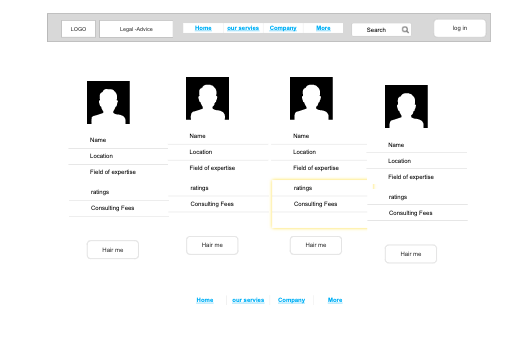 LOGO Legal -Advice Home our servies Company More Search log in
Name Name Name Name
Location Location Location Location
Field of expertise Field of expertise Field of expertise Field of expertise
ratings ratings ratings ratings
Consulting Fees Consulting Fees Consulting Fees Consulting Fees
Hair me Hair me Hair me Hair me
Home our servies Company More